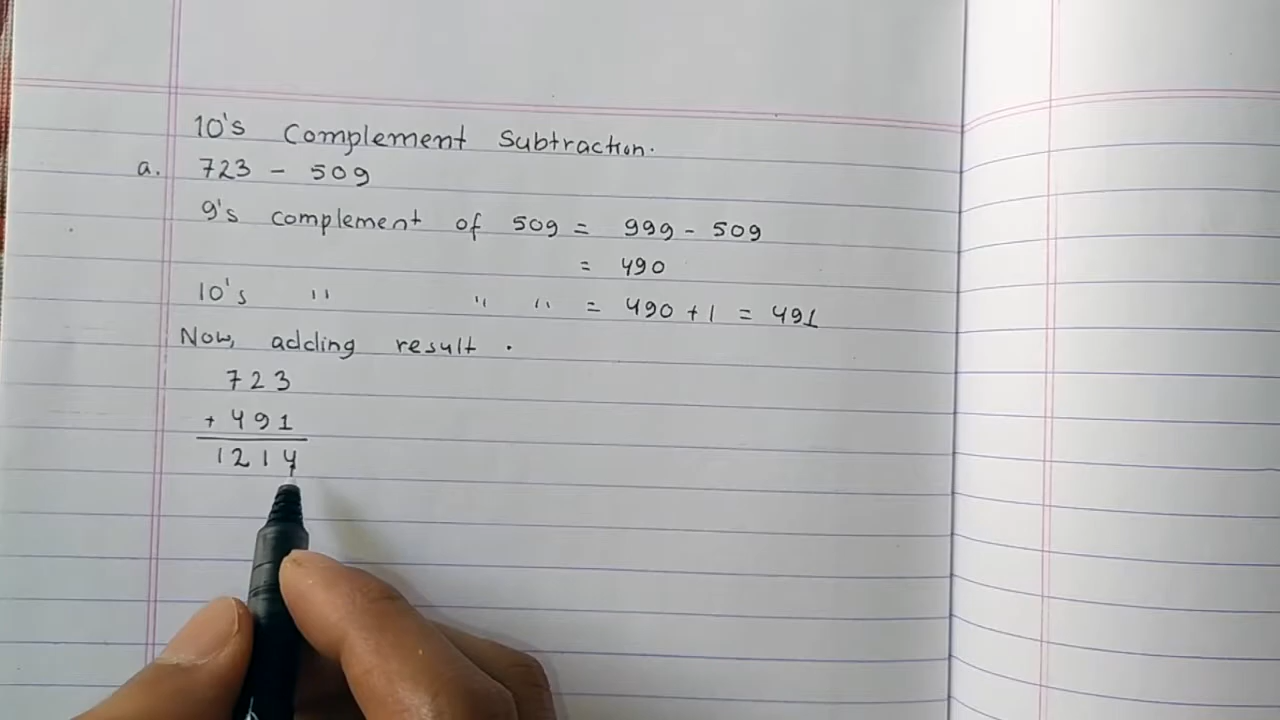 10's Complement Subtraction.
a. 723 - 509
9's complement of 509 = 999 - 509
= 490
10's " " " = 490 + 1 = 491
Now, adding result.
723
+ 491
1214